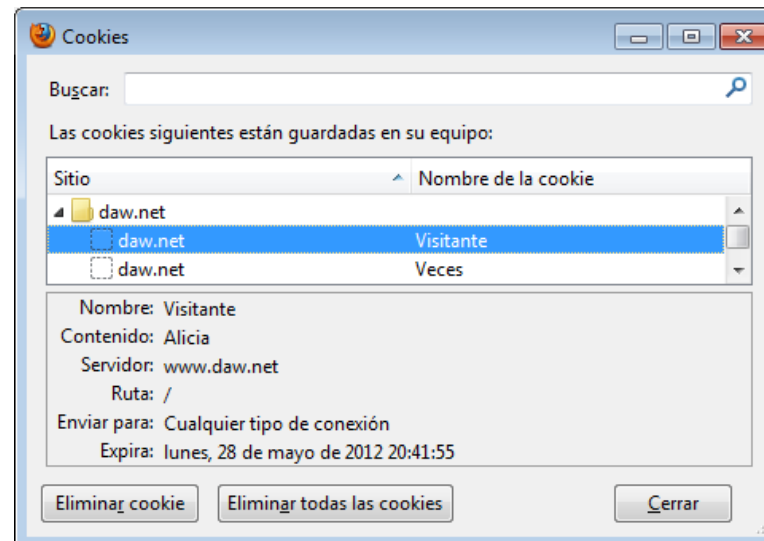 Cookies
Buscar:
Las cookies siguientes están guardadas en su equipo:
Sitio Nombre de la cookie
daw.net
daw.net Visitante
daw.net Veces
Nombre: Visitante
Contenido: Alicia
Servidor: www.daw.net
Ruta: /
Enviar para: Cualquier tipo de conexión
Expira: lunes, 28 de mayo de 2012 20:41:55
Eliminar cookie Eliminar todas las cookies Cerrar